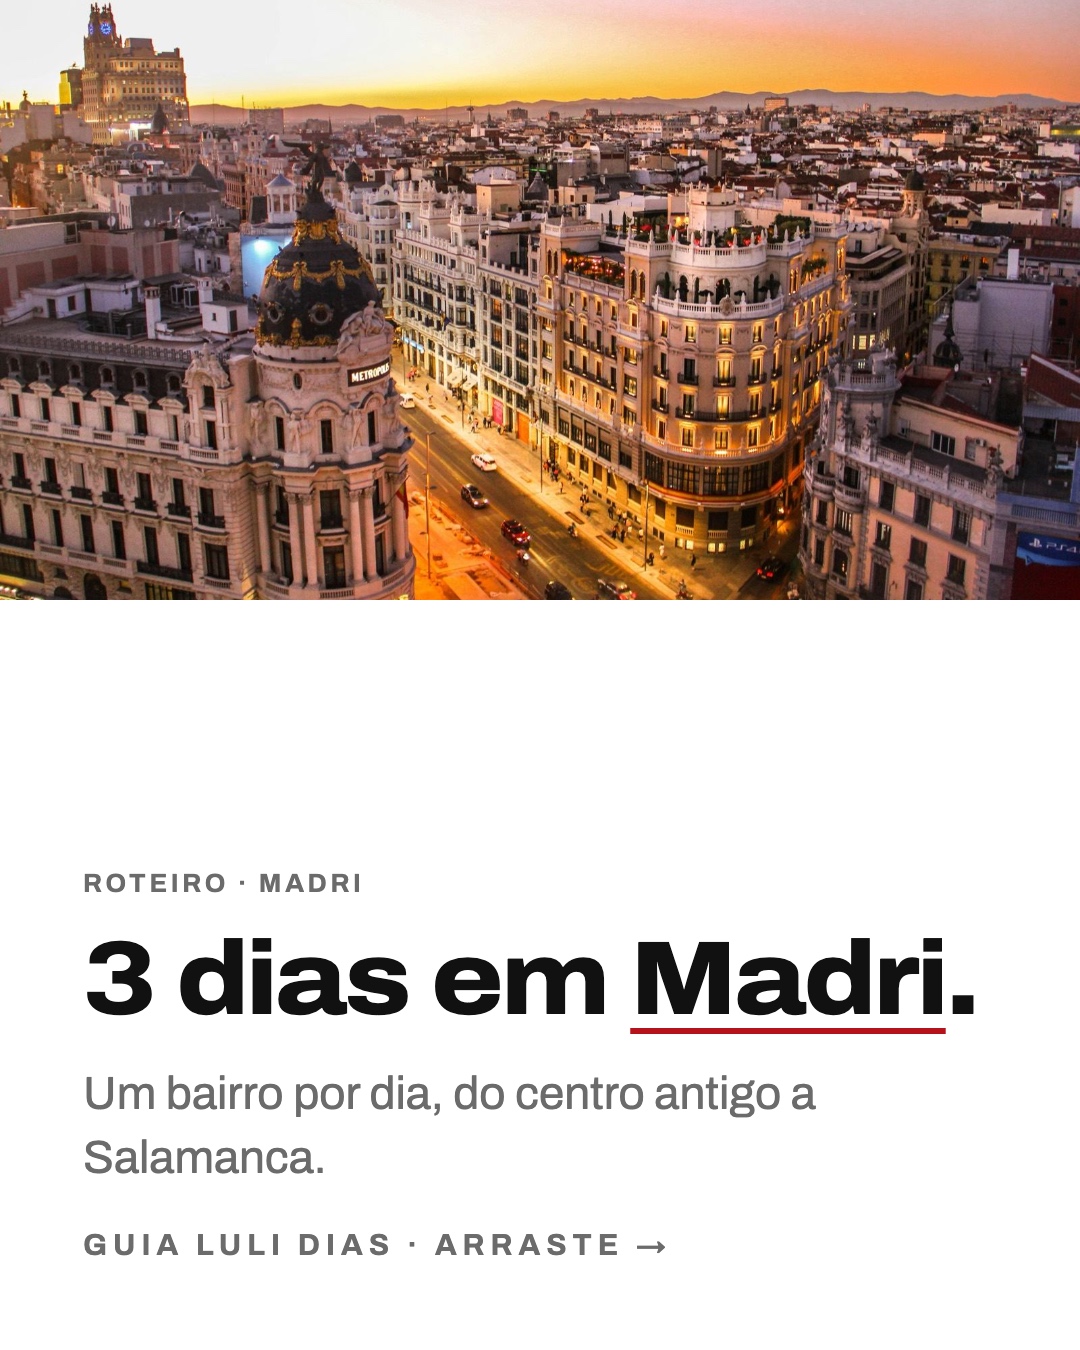 METROPOLIS
PS4
ROTEIRO · MADRI
3 dias em Madri.
Um bairro por dia, do centro antigo a
Salamanca.
GUIA LULI DIAS · ARRASTE →